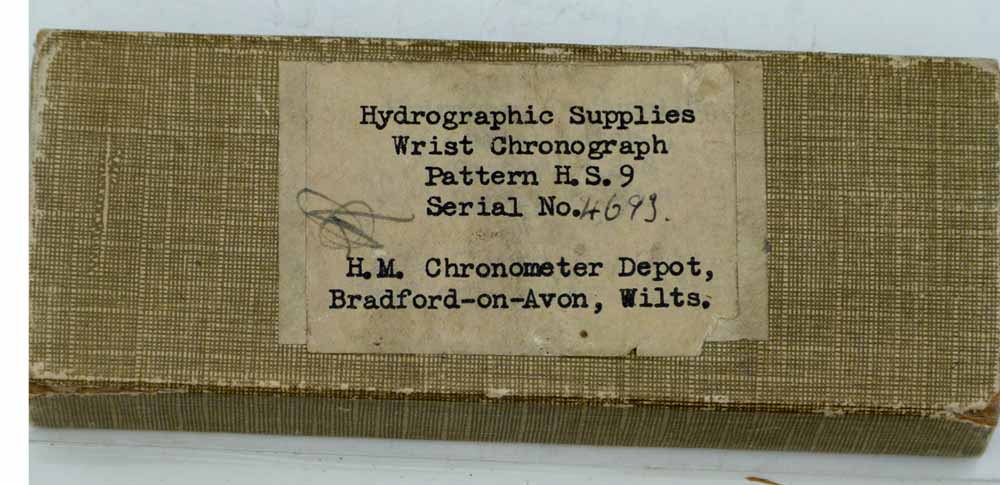 Hydrographic Supplies
Wrist Chronograph
Pattern H.S.9
Serial No.4693.
H.M. Chronometer Depot,
Bradford-on-Avon, Wilts.